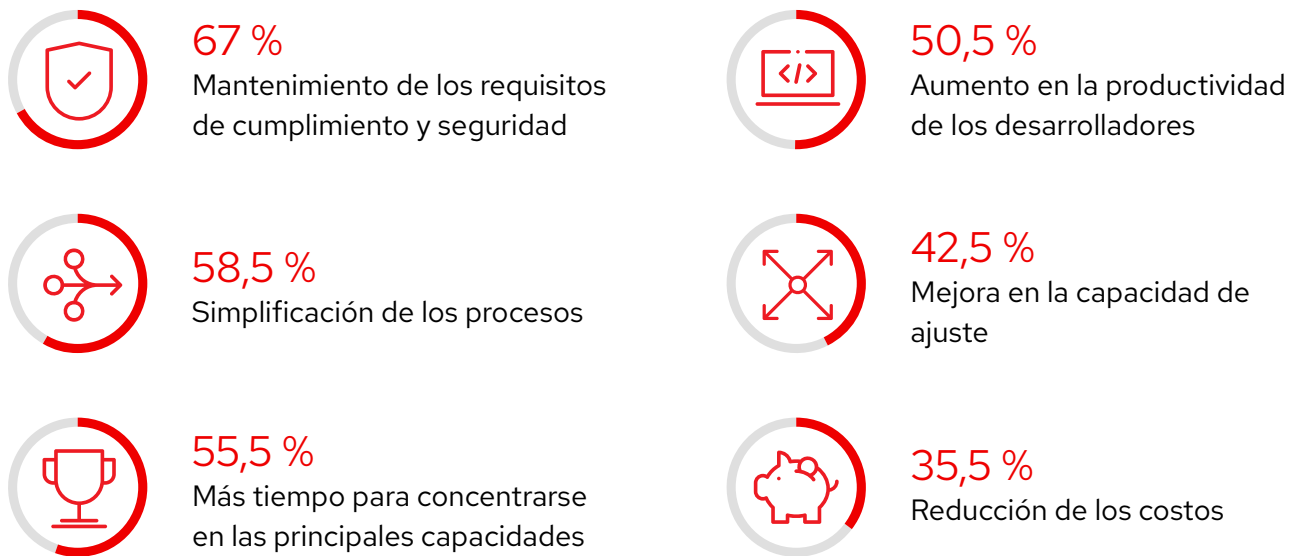 67 %
Mantenimiento de los requisitos
de cumplimiento y seguridad
58,5 %
Simplificación de los procesos
55,5 %
Más tiempo para concentrarse
en las principales capacidades
50,5 %
Aumento en la productividad
de los desarrolladores
42,5 %
Mejora en la capacidad de
ajuste
35,5 %
Reducción de los costos